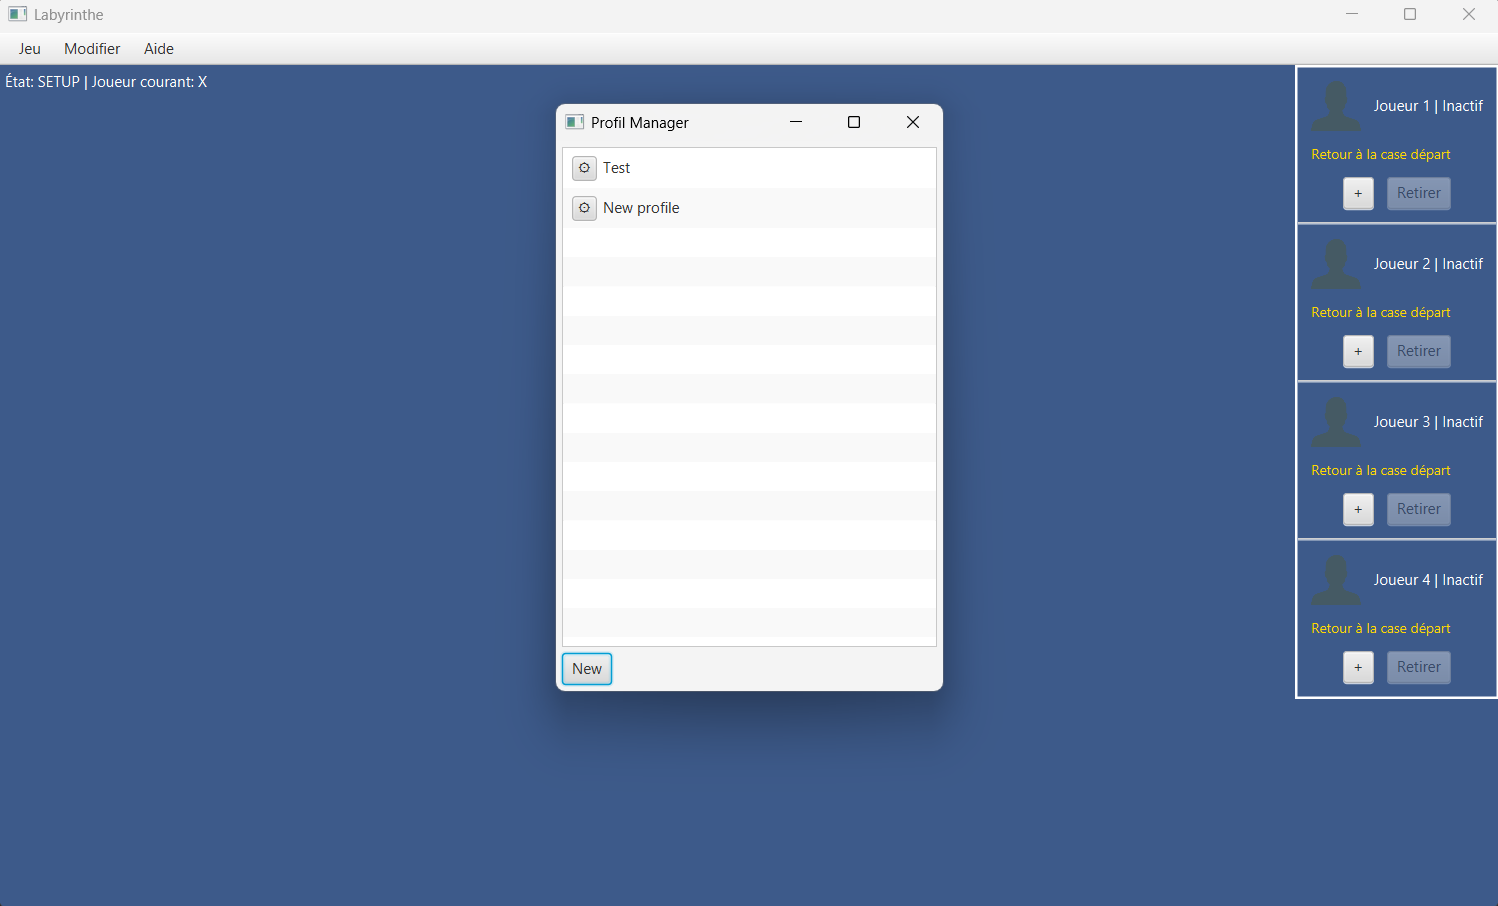 Labyrinthe
Jeu Modifier Aide
État: SETUP | Joueur courant: X
Profil Manager
Test
New profile
New
Joueur 1 | Inactif
Retour à la case départ
+ Retirer
Joueur 2 | Inactif
Retour à la case départ
+ Retirer
Joueur 3 | Inactif
Retour à la case départ
+ Retirer
Joueur 4 | Inactif
Retour à la case départ
+ Retirer